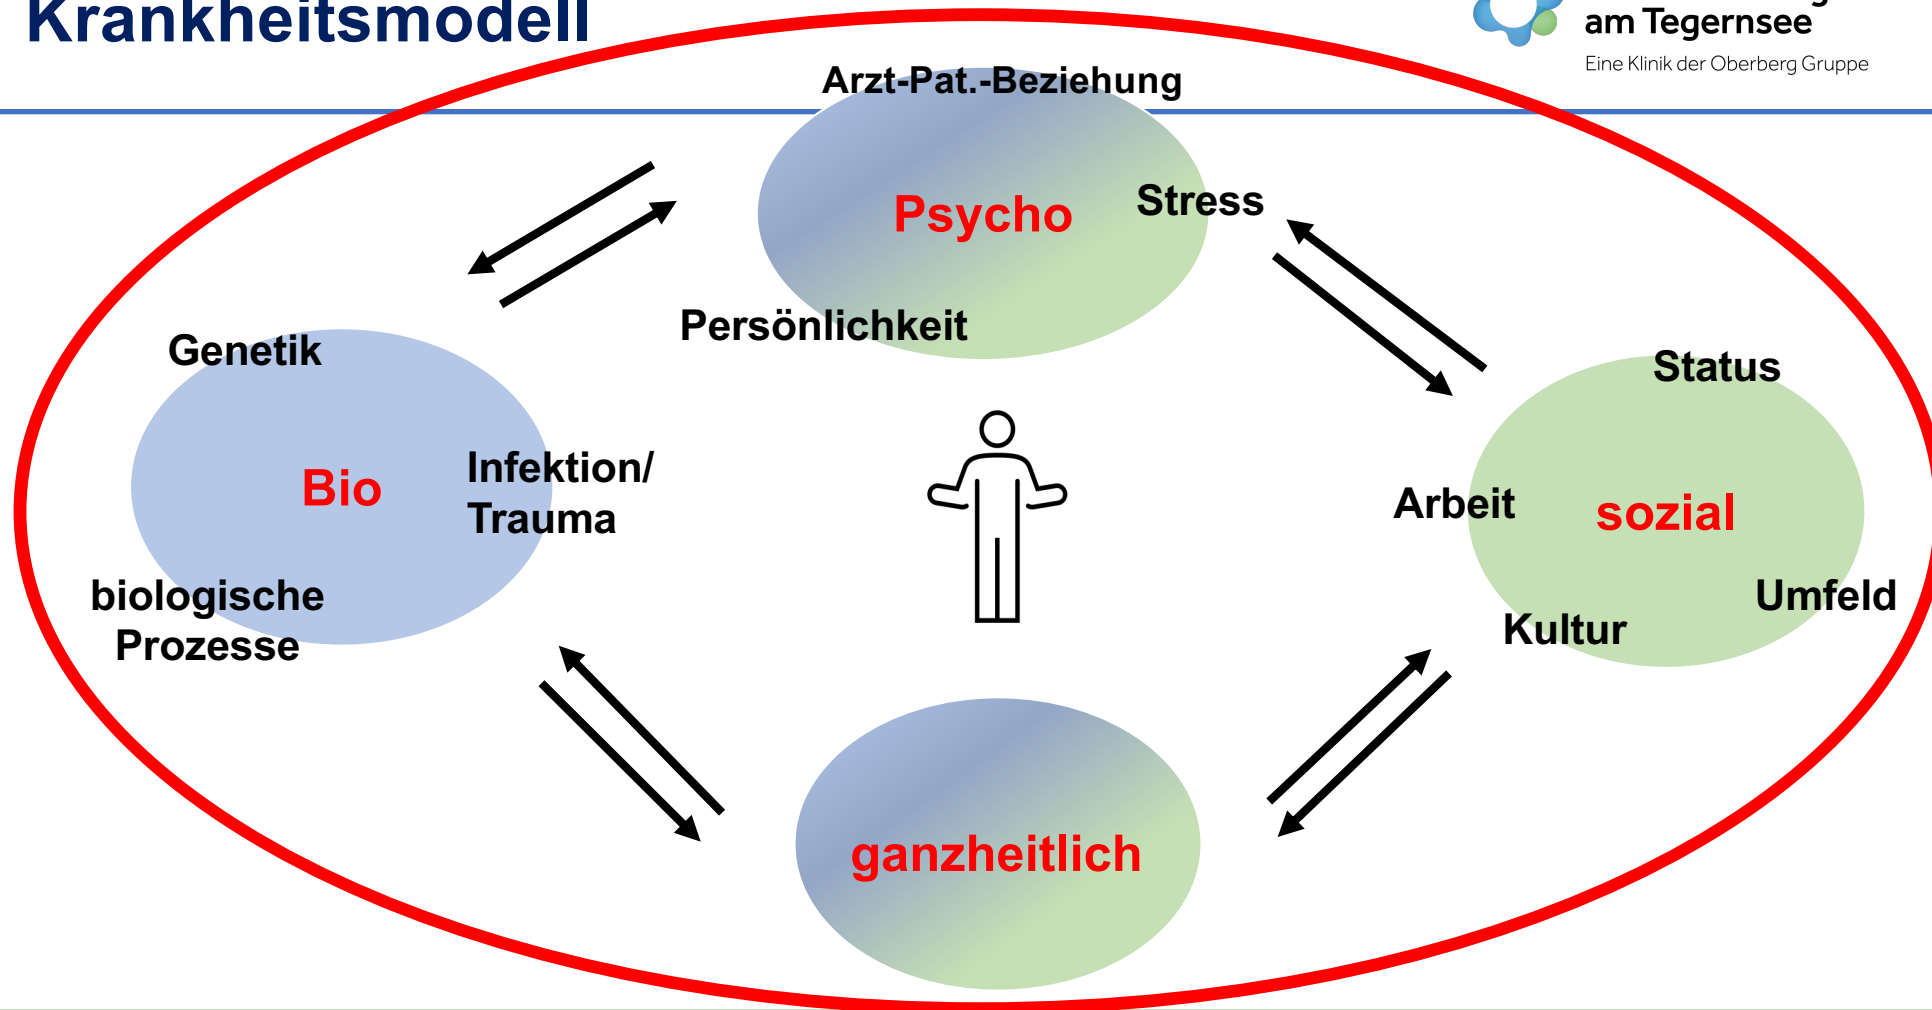 Krankheitsmodell
am Tegernsee
Eine Klinik der Oberberg Gruppe
Arzt-Pat.-Beziehung
Psycho
Stress
Persönlichkeit
Genetik
Bio
Infektion/
Trauma
biologische
Prozesse
Status
Arbeit
sozial
Umfeld
Kultur
ganzheitlich